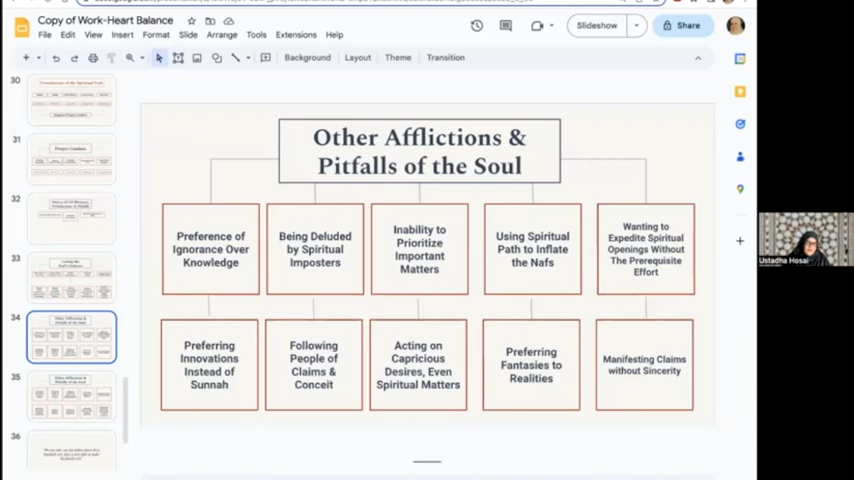 Copy of Work-Heart Balance
File Edit View Insert Format Slide Arrange Tools Extensions Help
Slideshow
Share
Background Layout Theme Transition
30
31
32
33
34
35
36
Other Afflictions &
Pitfalls of the Soul
Preference of
Ignorance Over
Knowledge
Being Deluded
by Spiritual
Imposters
Inability to
Prioritize
Important
Matters
Using Spiritual
Path to Inflate
the Nafs
Wanting to
Expedite Spiritual
Openings Without
The Prerequisite
Effort
Preferring
Innovations
Instead of
Sunnah
Following
People of
Claims &
Conceit
Acting on
Capricious
Desires, Even
Spiritual Matters
Preferring
Fantasies to
Realities
Manifesting Claims
without Sincerity
Ustadha Hosai